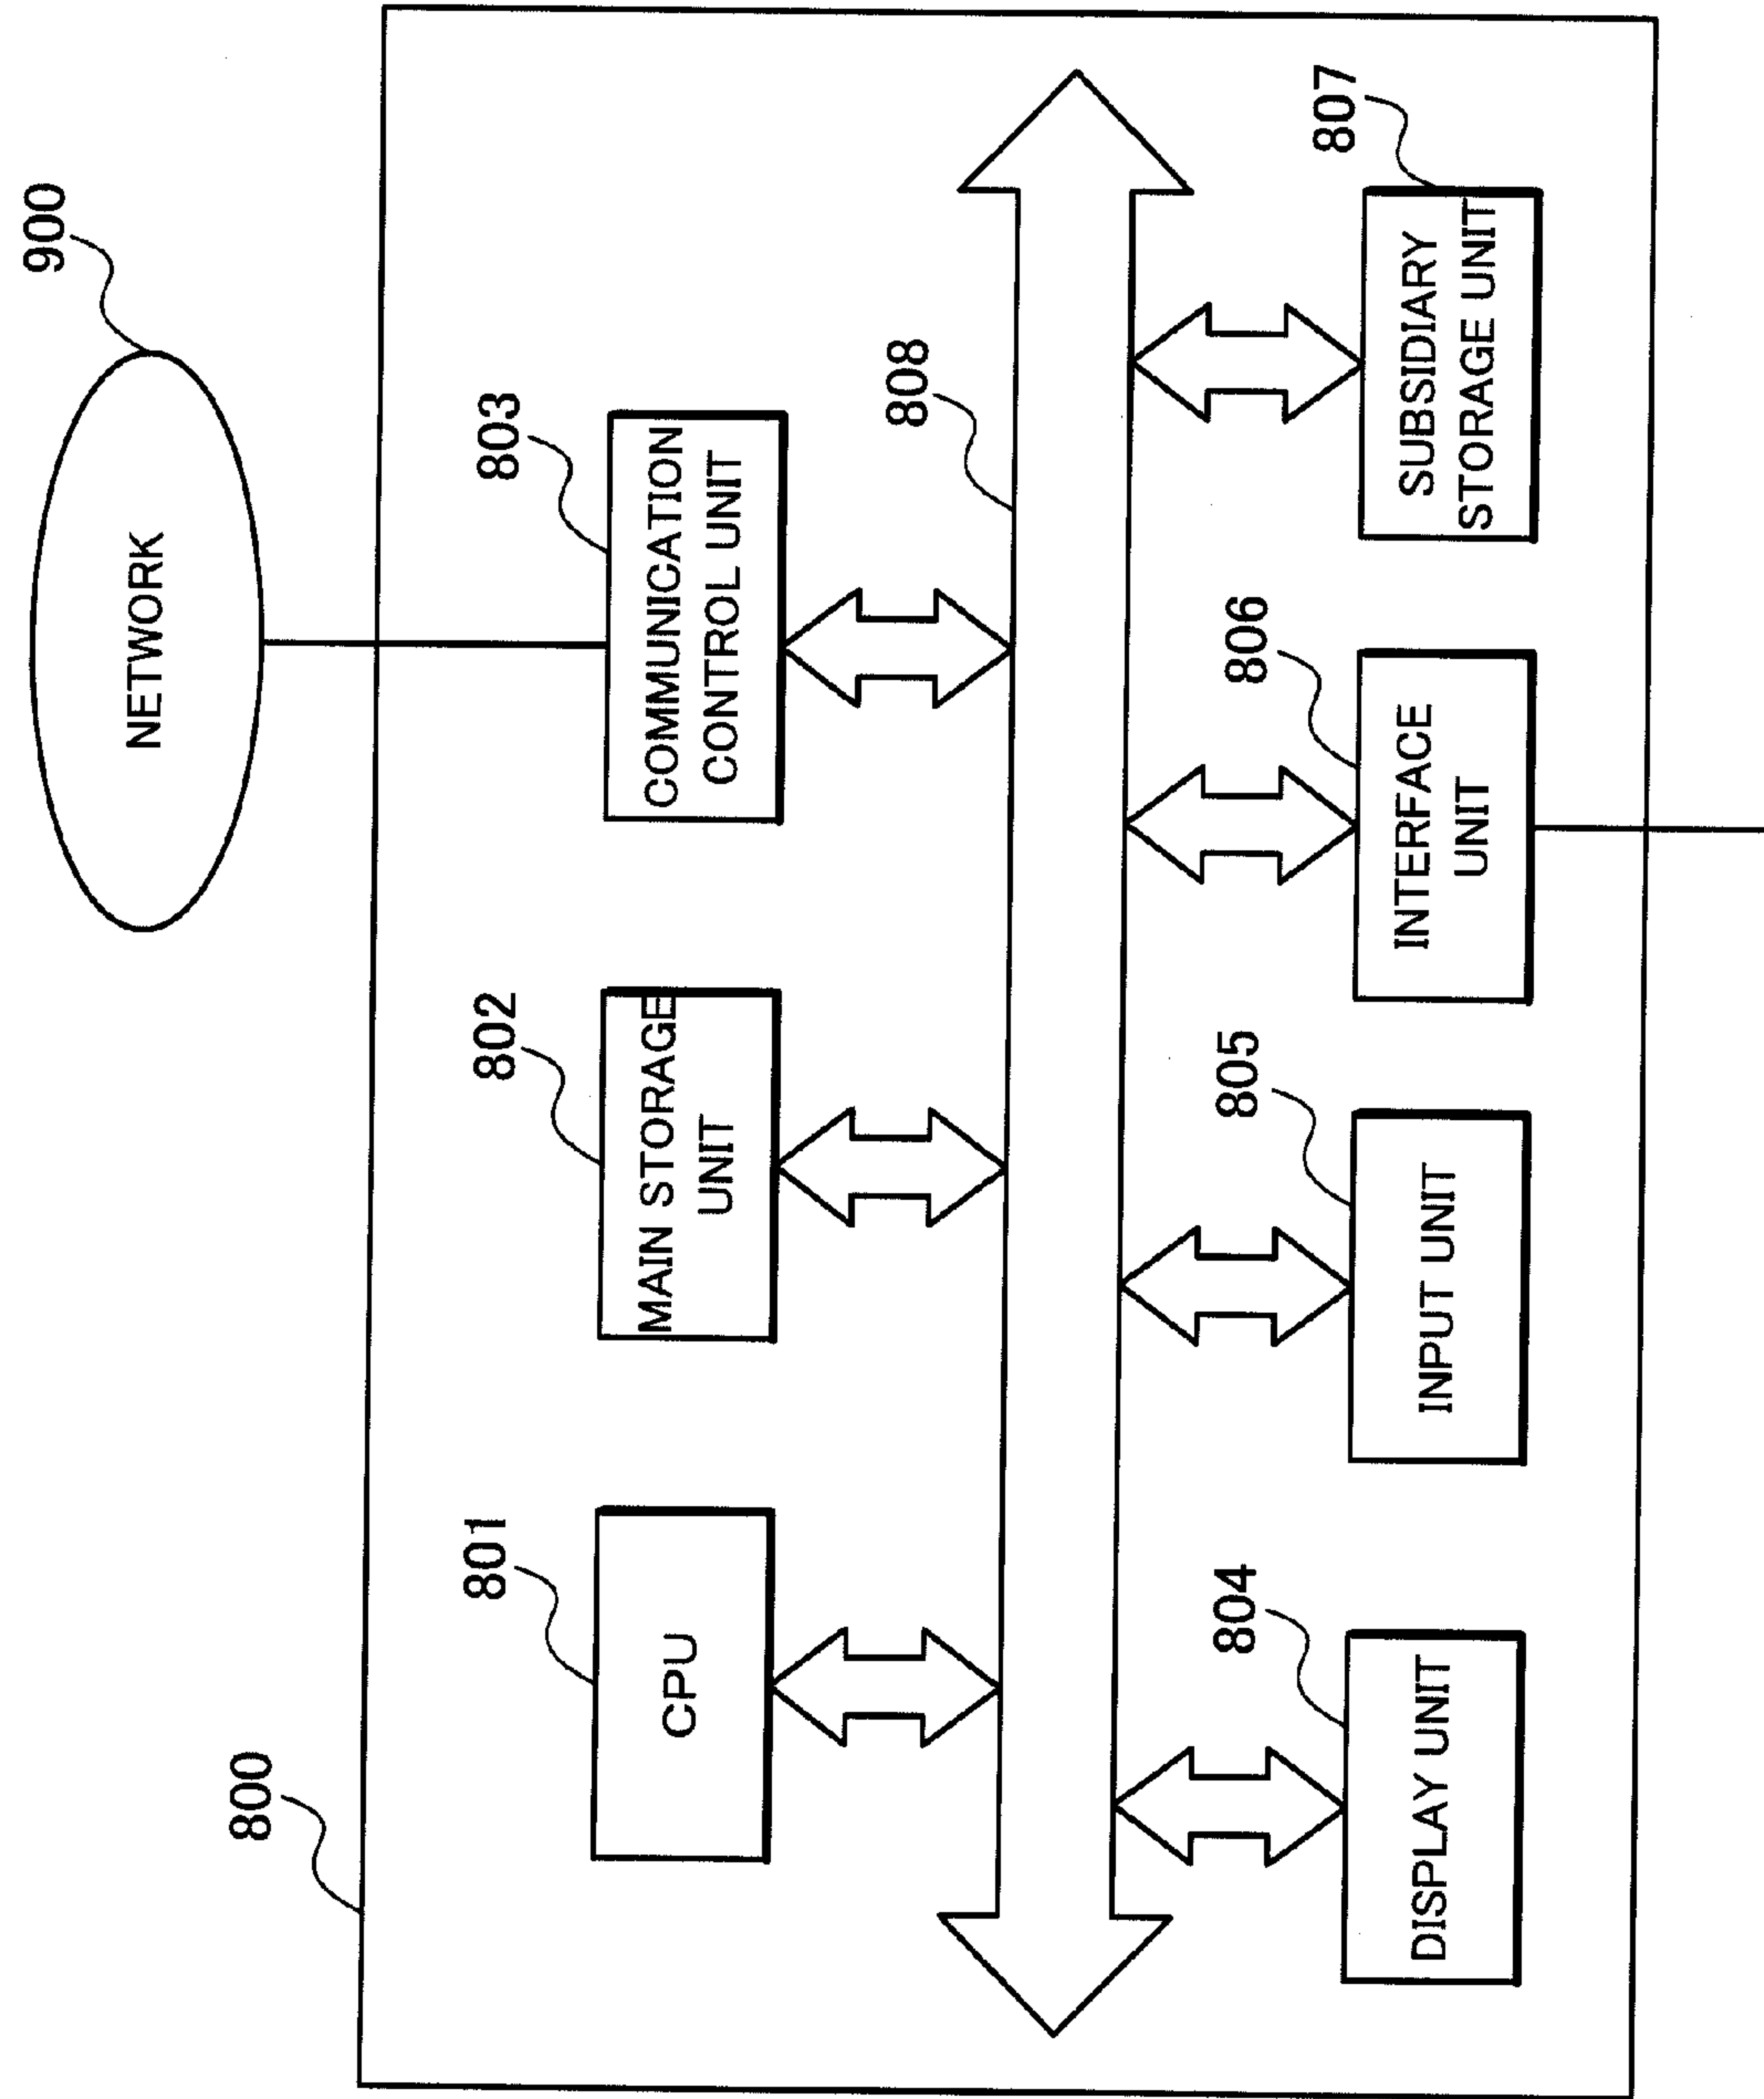 900
NETWORK
800
801
CPU
802
MAIN STORAGE
UNIT
803
COMMUNICATION
CONTROL UNIT
808
804
DISPLAY UNIT
805
INPUT UNIT
806
INTERFACE
UNIT
807
SUBSIDIARY
STORAGE UNIT